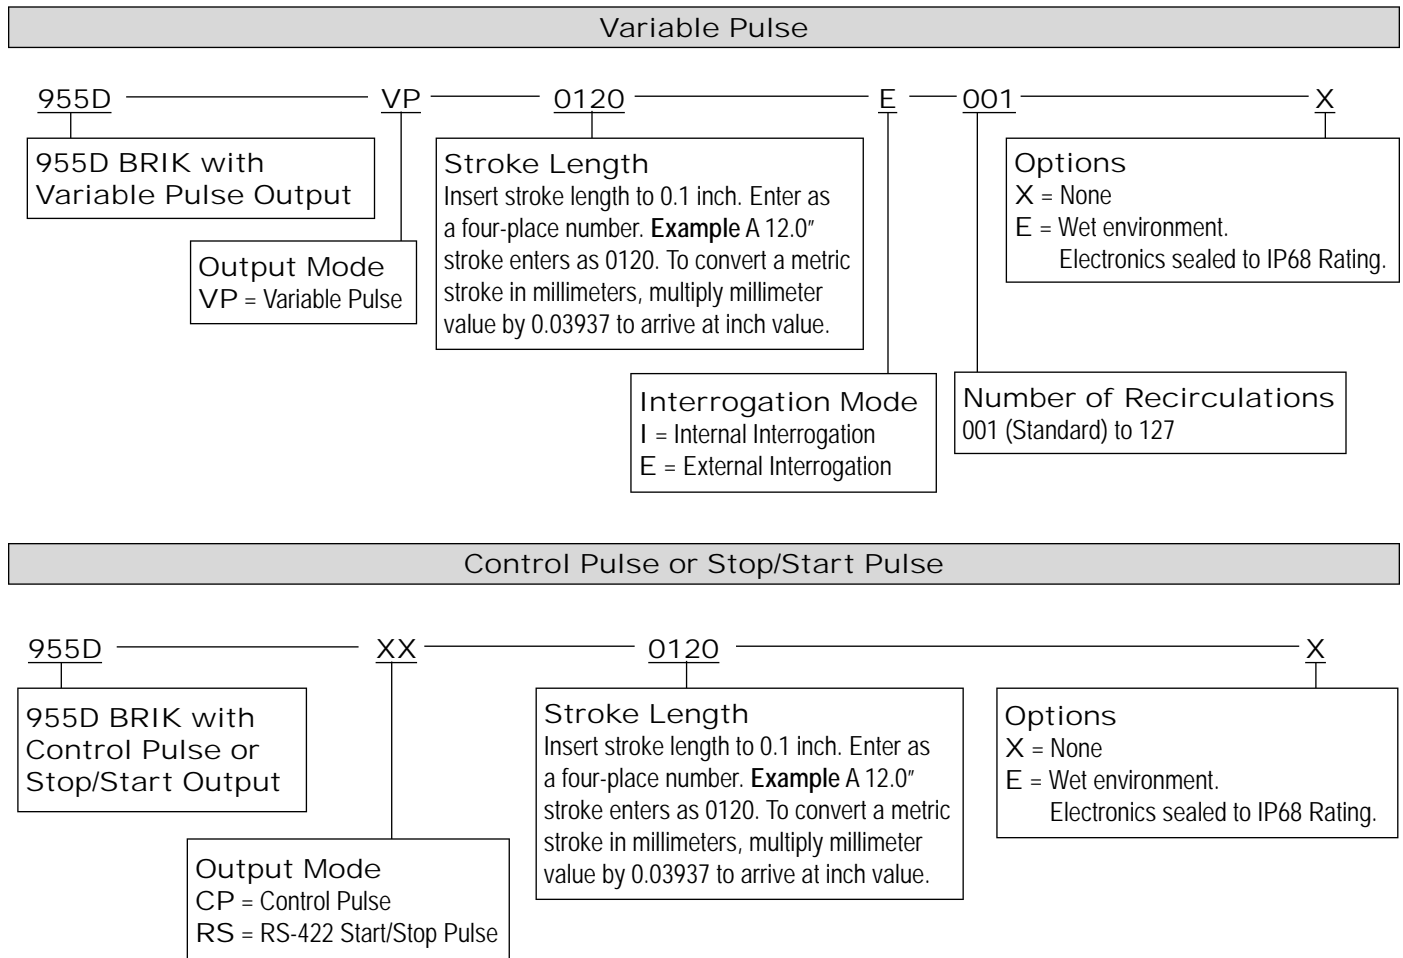 Variable Pulse
955D VP 0120 E 001 X
955D BRIK with
Variable Pulse Output
Output Mode
VP = Variable Pulse
Stroke Length
Insert stroke length to 0.1 inch. Enter as
a four-place number. Example A 12.0"
stroke enters as 0120. To convert a metric
stroke in millimeters, multiply millimeter
value by 0.03937 to arrive at inch value.
Interrogation Mode
I = Internal Interrogation
E = External Interrogation
Number of Recirculations
001 (Standard) to 127
Options
X = None
E = Wet environment.
Electronics sealed to IP68 Rating.
Control Pulse or Stop/Start Pulse
955D XX 0120 X
955D BRIK with
Control Pulse or
Stop/Start Output
Output Mode
CP = Control Pulse
RS = RS-422 Start/Stop Pulse
Stroke Length
Insert stroke length to 0.1 inch. Enter as
a four-place number. Example A 12.0"
stroke enters as 0120. To convert a metric
stroke in millimeters, multiply millimeter
value by 0.03937 to arrive at inch value.
Options
X = None
E = Wet environment.
Electronics sealed to IP68 Rating.